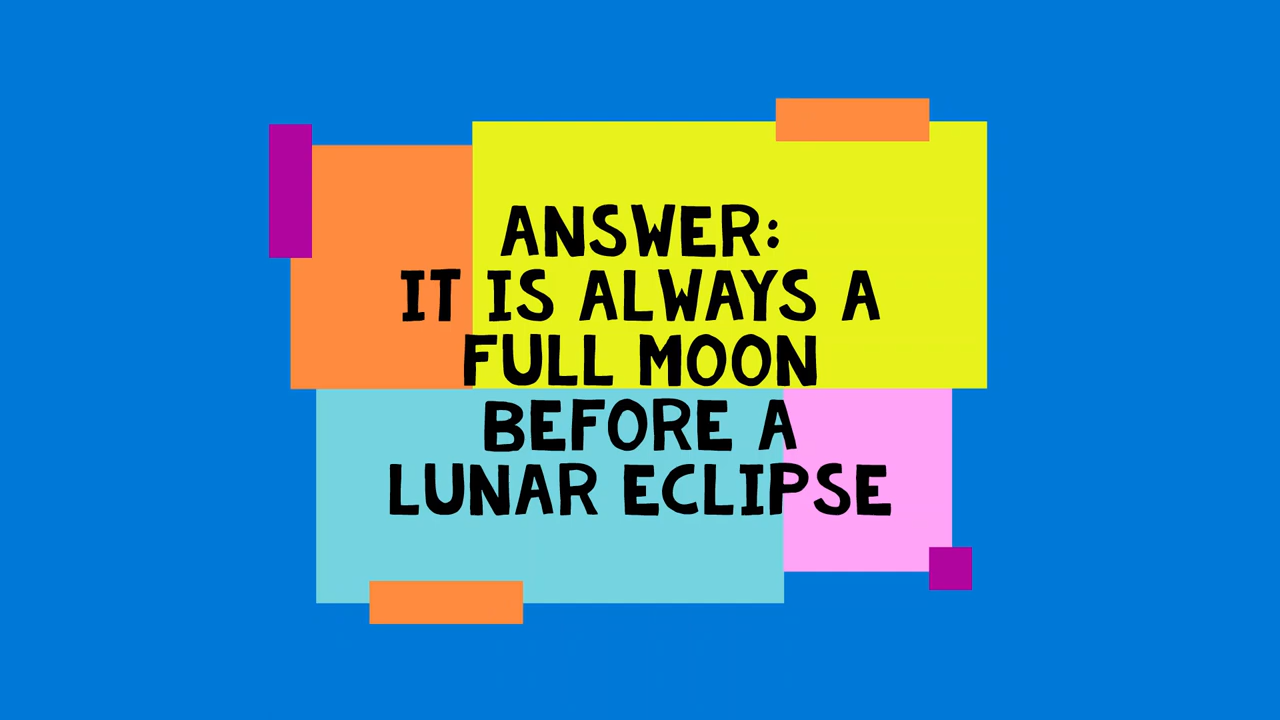 ANSWER:
IT IS ALWAYS A
FULL MOON
BEFORE A
LUNAR ECLIPSE